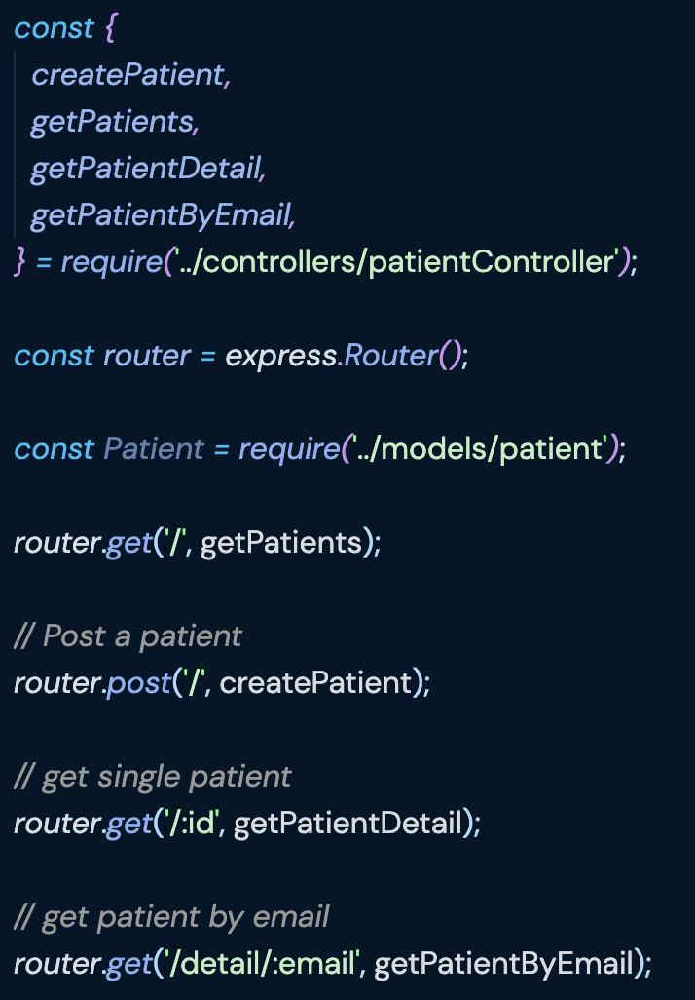 const {
createPatient,
getPatients,
getPatientDetail,
getPatientByEmail,
} = require('../controllers/patientController');
const router = express.Router();
const Patient = require('../models/patient');
router.get('/', getPatients);
// Post a patient
router.post('/', createPatient);
// get single patient
router.get('/:id', getPatientDetail);
// get patient by email
router.get('/detail/:email', getPatientByEmail);